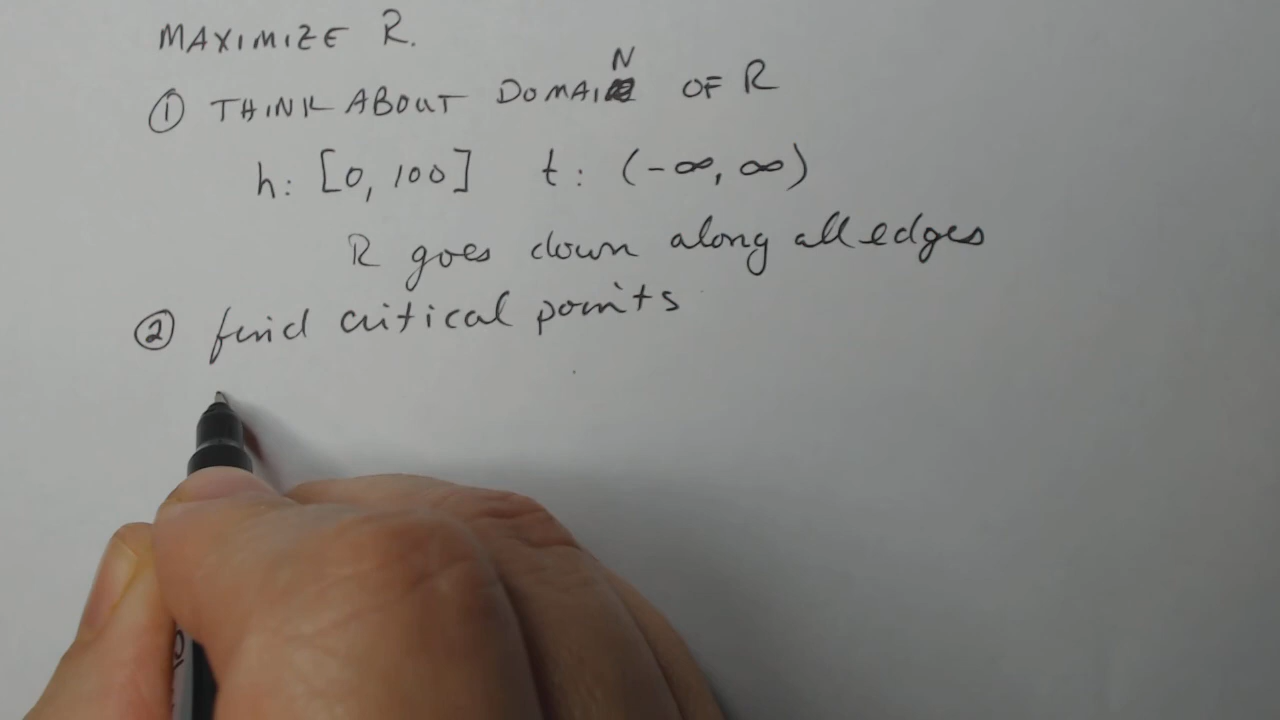 MAXIMIZE R.
① THINK ABOUT DOMAIN OF R
h: [0, 100] t: (-∞, ∞)
R goes down along all edges
② find critical points